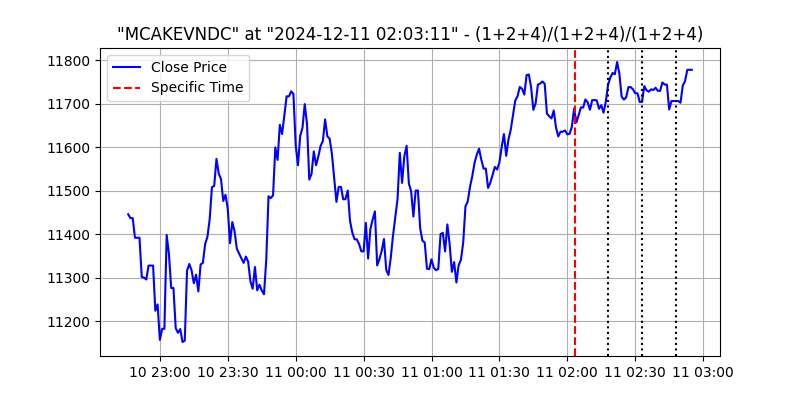 "MCAKEVNDC" at "2024-12-11 02:03:11" - (1+2+4)/(1+2+4)/(1+2+4)
Close Price
Specific Time
11800
11700
11600
11500
11400
11300
11200
10 23:00 10 23:30 11 00:00 11 00:30 11 01:00 11 01:30 11 02:00 11 02:30 11 03:00